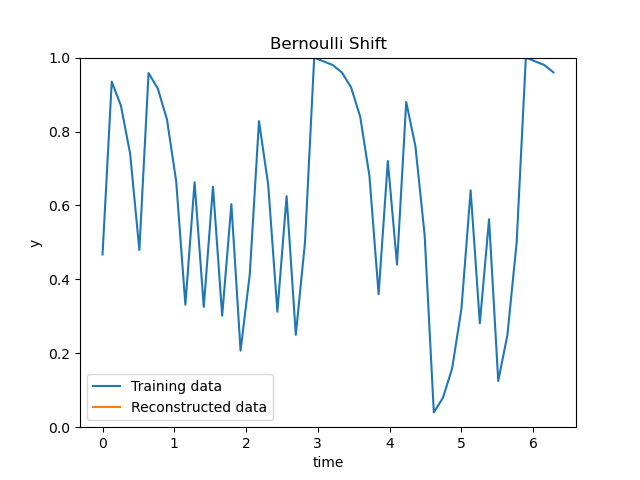 Bernoulli Shift
1.0
0.8
0.6
0.4
0.2
0.0
y
Training data
Reconstructed data
0 1 2 3 4 5 6
time